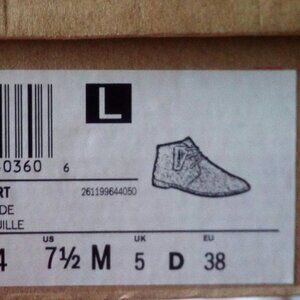 L
0360 6
RT 261199644050
DE
UILLE
US UK EU
4 7½ M 5 D 38